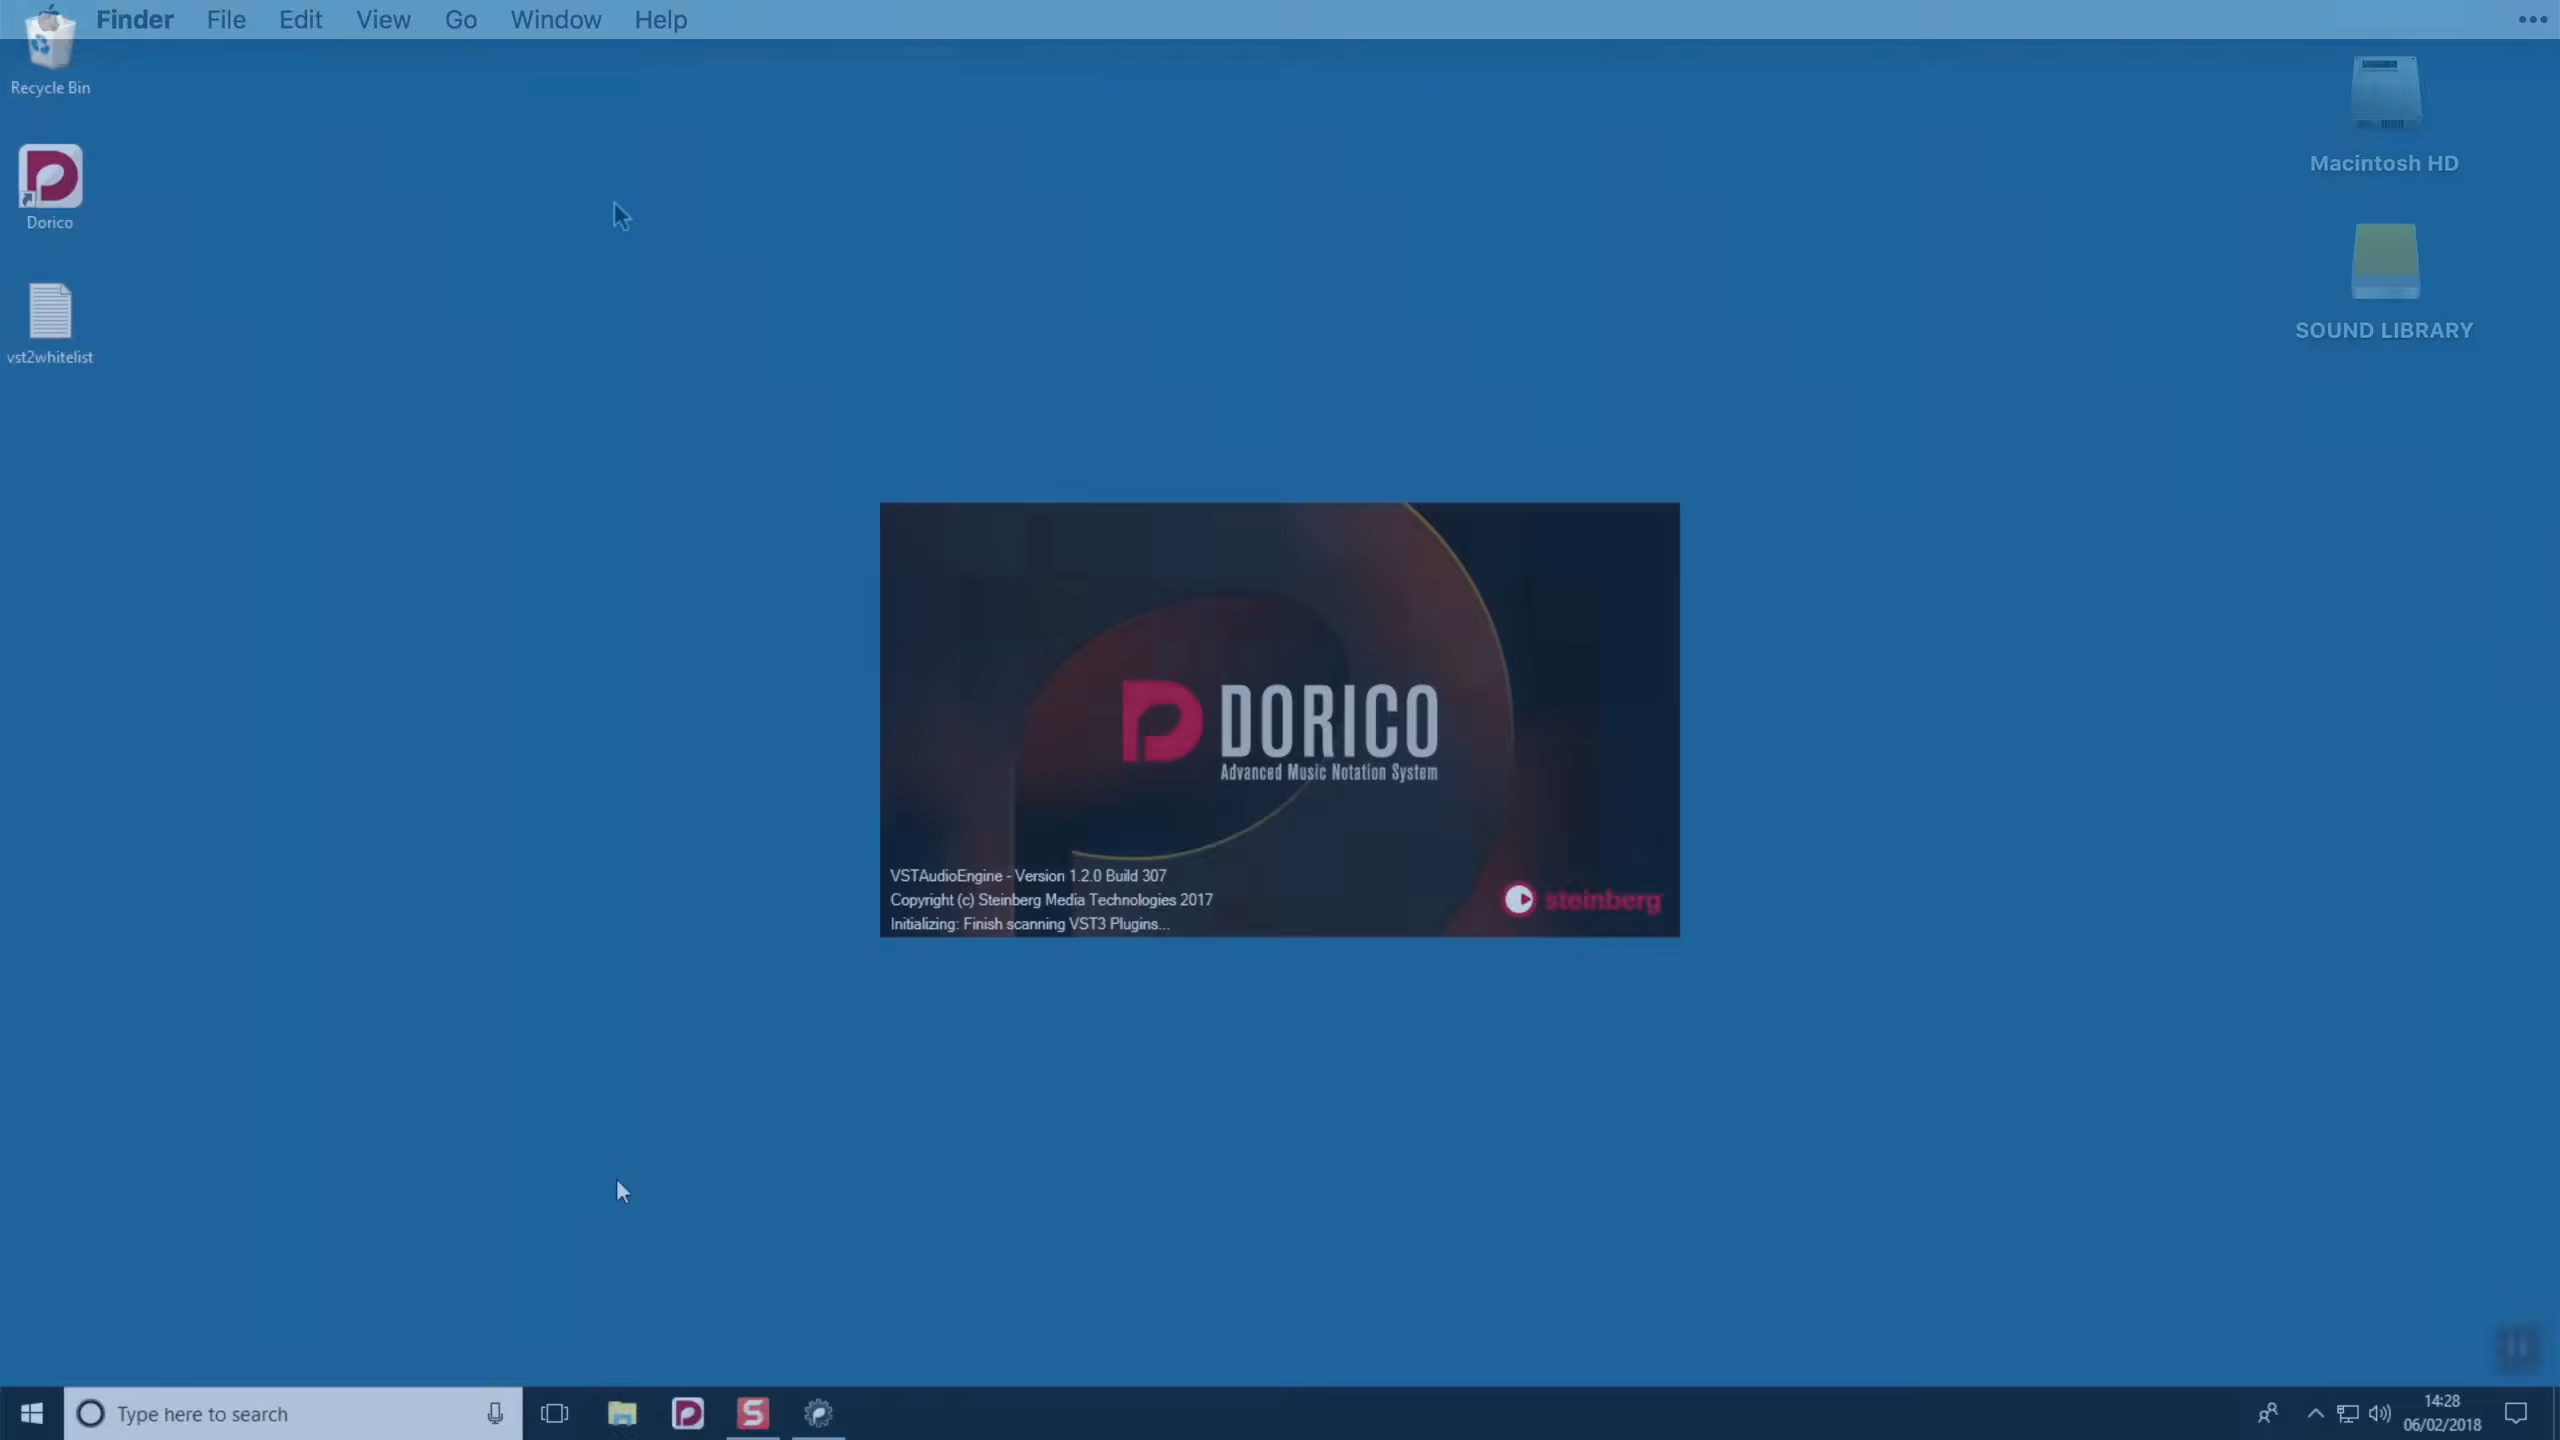 Finder File Edit View Go Window Help
Recycle Bin
Dorico
vst2whitelist
Macintosh HD
SOUND LIBRARY
DORICO
Advanced Music Notation System
VSTAudioEngine - Version 1.2.0 Build 307
Copyright (c) Steinberg Media Technologies 2017
Initializing: Finish scanning VST3 Plugins...
steinberg
Type here to search
14:28
06/02/2018